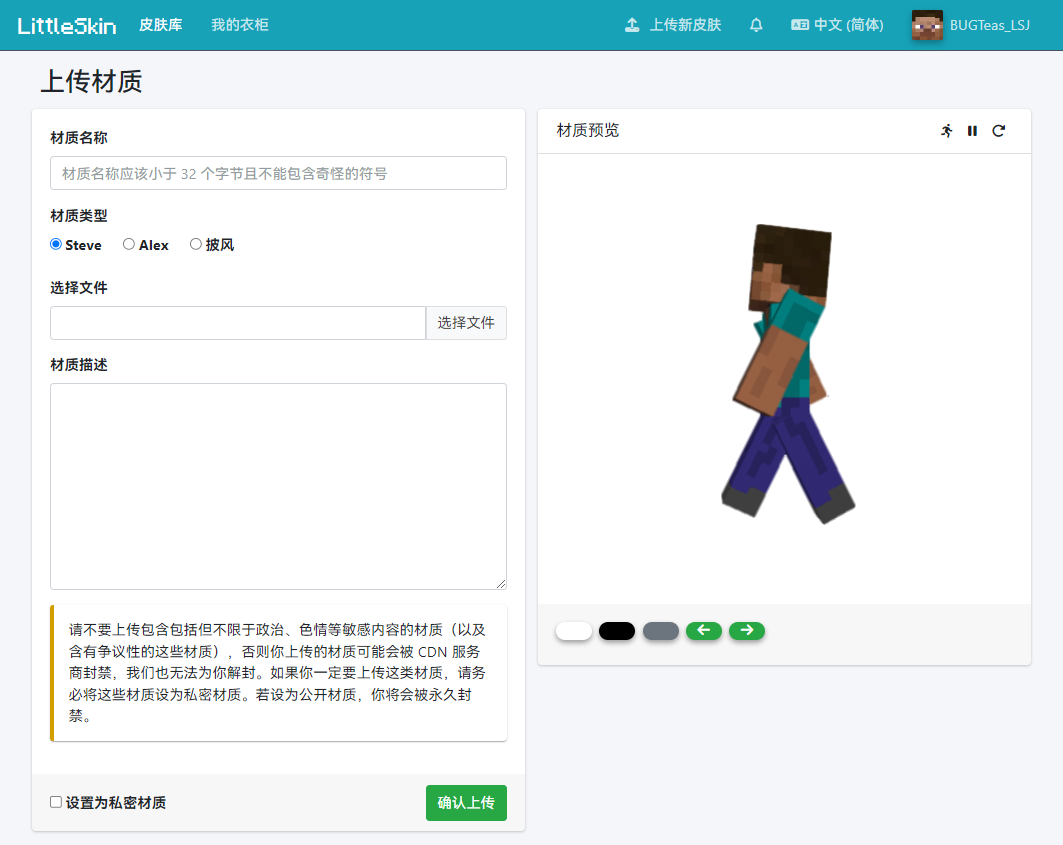 LittleSkin 皮肤库 我的衣柜 上传新皮肤 中文 (简体) BUGTeas_LSJ
上传材质
材质名称
材质名称应该小于 32 个字节且不能包含奇怪的符号
材质类型
Steve Alex 披风
选择文件
选择文件
材质描述
请不要上传包含包括但不限于政治、色情等敏感内容的材质（以及
含有争议性的这些材质），否则你上传的材质可能会被 CDN 服务
商封禁，我们也无法为你解封。如果你一定要上传这类材质，请务
必将这些材质设为私密材质。若设为公开材质，你将会被永久封
禁。
设置为私密材质 确认上传
材质预览